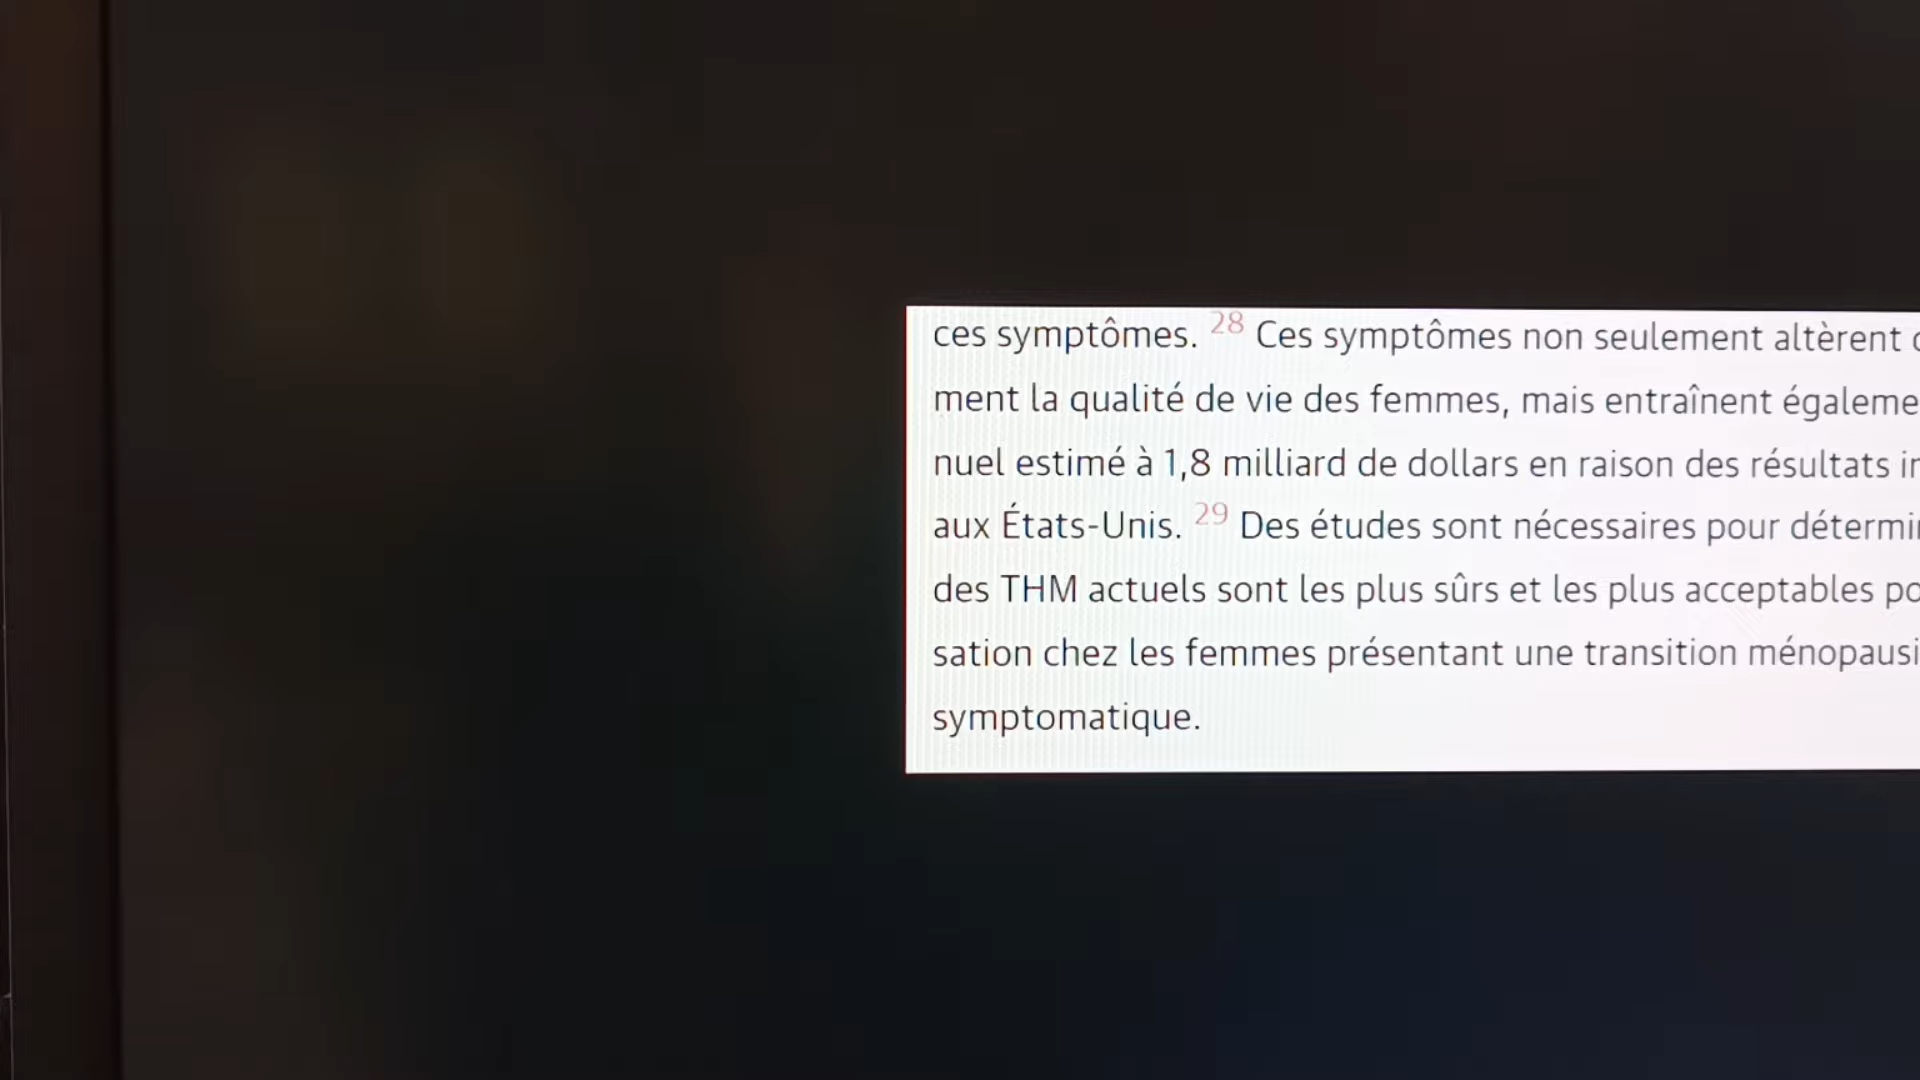 ces symptômes. 28 Ces symptômes non seulement altèrent
ment la qualité de vie des femmes, mais entraînent égaleme
nuel estimé à 1,8 milliard de dollars en raison des résultats
aux États-Unis. 29 Des études sont nécessaires pour détermi
des THM actuels sont les plus sûrs et les plus acceptables po
sation chez les femmes présentant une transition ménopausi
symptomatique.